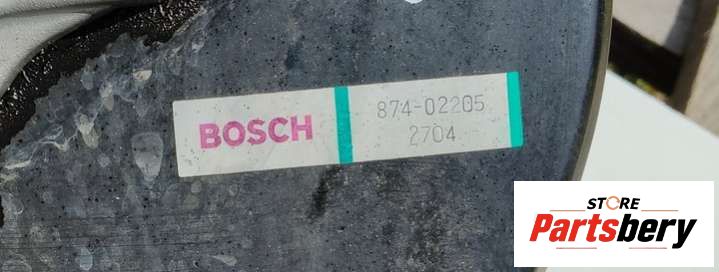 BOSCH
874-02205
2704
STORE
Partsbery